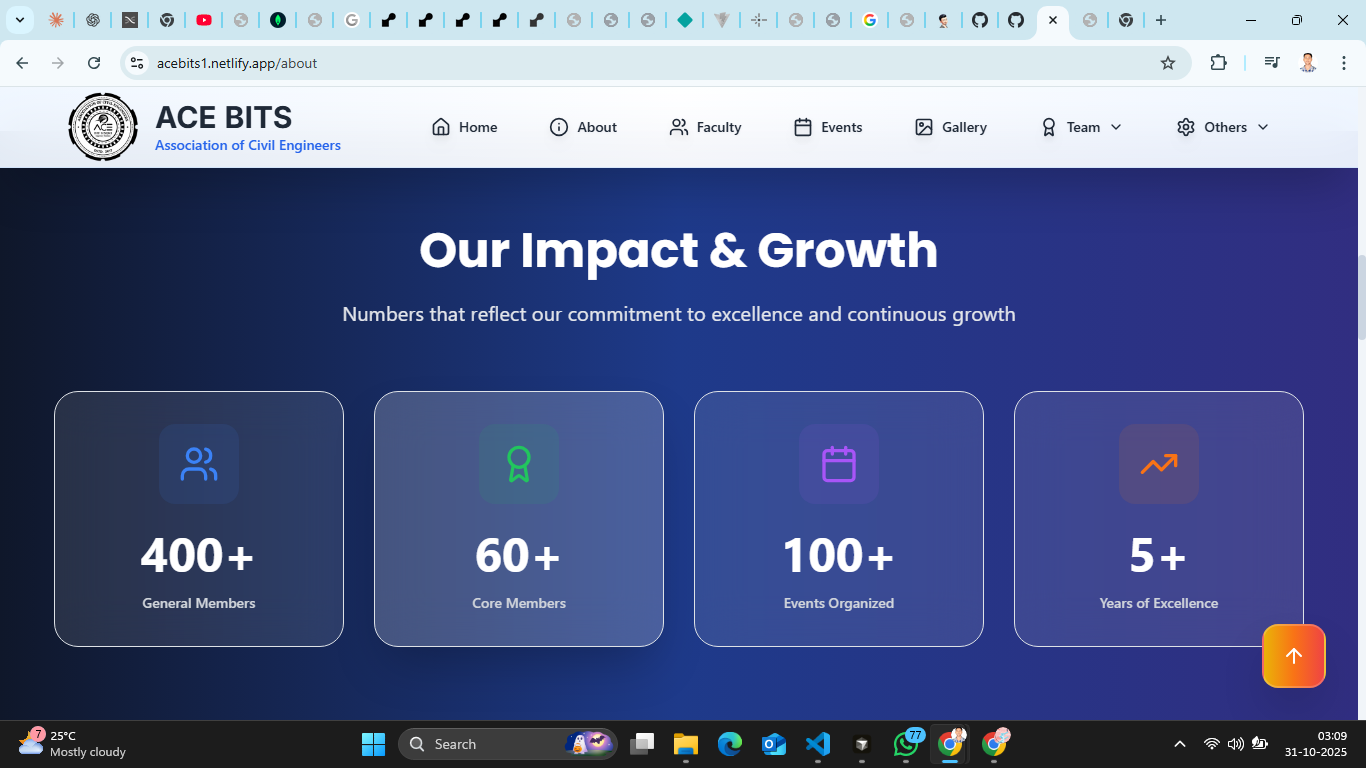 acebits1.netlify.app/about
ACE BITS
Association of Civil Engineers
Home
About
Faculty
Events
Gallery
Team
Others
Our Impact & Growth
Numbers that reflect our commitment to excellence and continuous growth
400+
General Members
60+
Core Members
100+
Events Organized
5+
Years of Excellence
7
25°C
Mostly cloudy
Search
77
03:09
31-10-2025